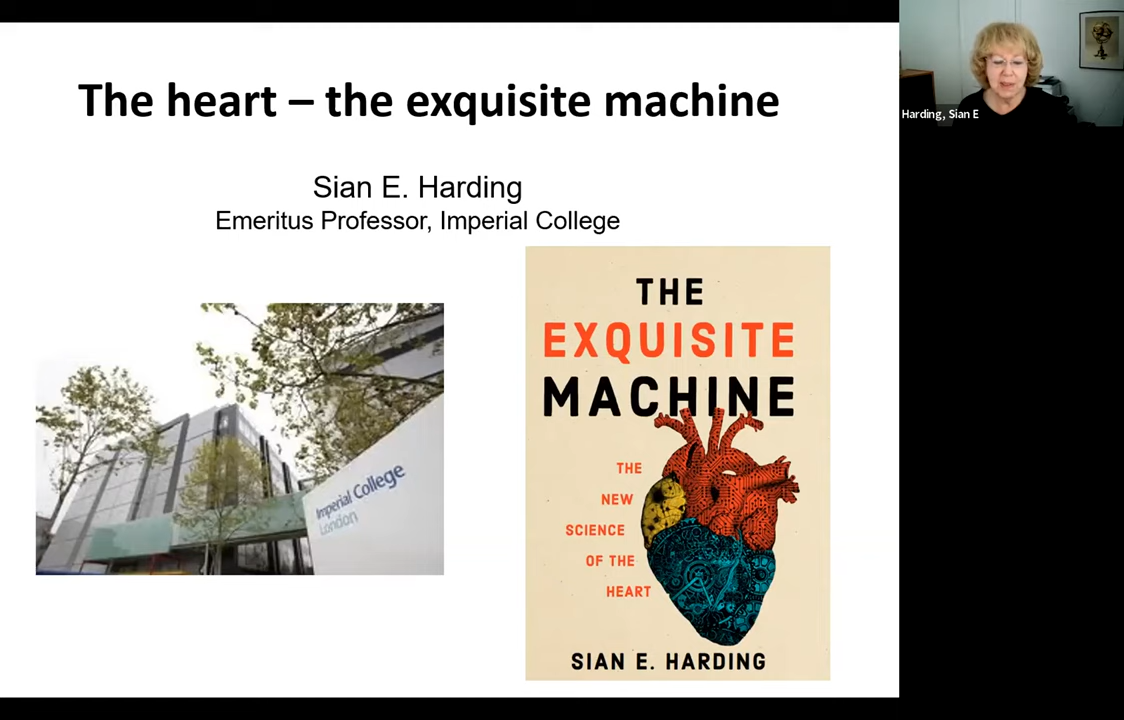 The heart – the exquisite machine
Sian E. Harding
Emeritus Professor, Imperial College
Imperial College
London
THE
EXQUISITE
MACHINE
THE
NEW
SCIENCE
OF THE
HEART
SIAN E. HARDING
Harding, Sian E